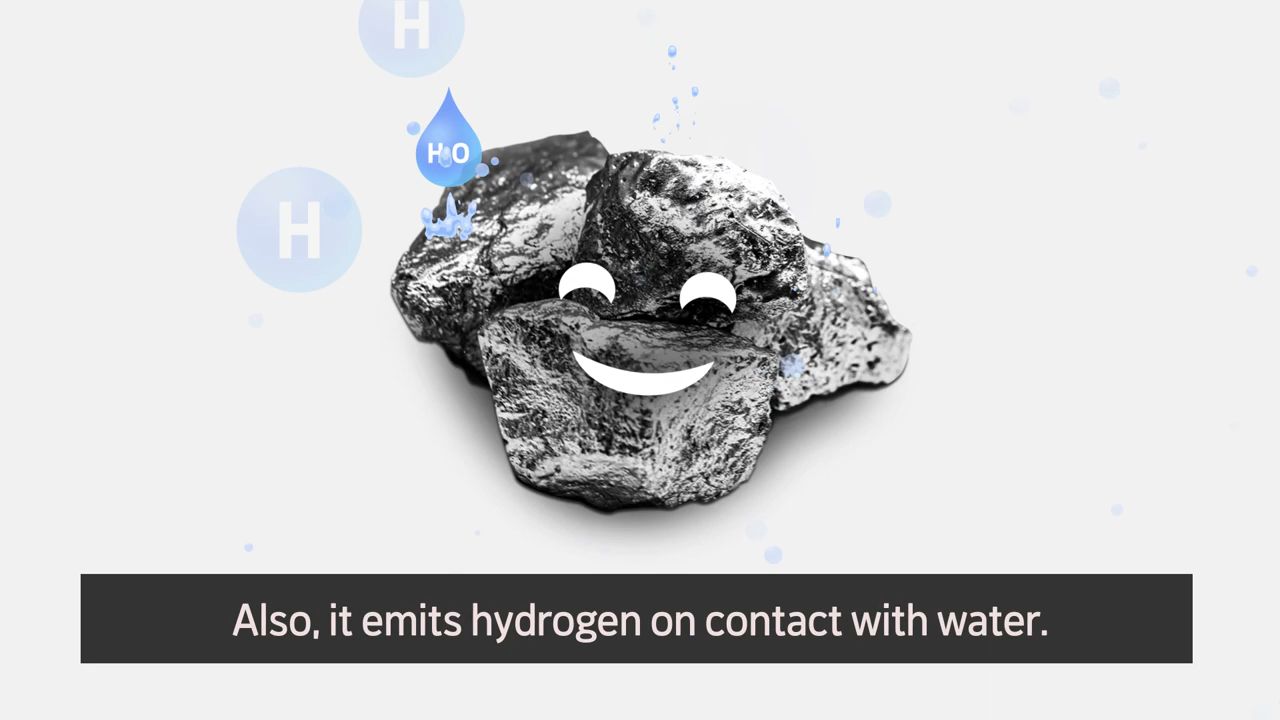 H
H₂O
H
Also, it emits hydrogen on contact with water.